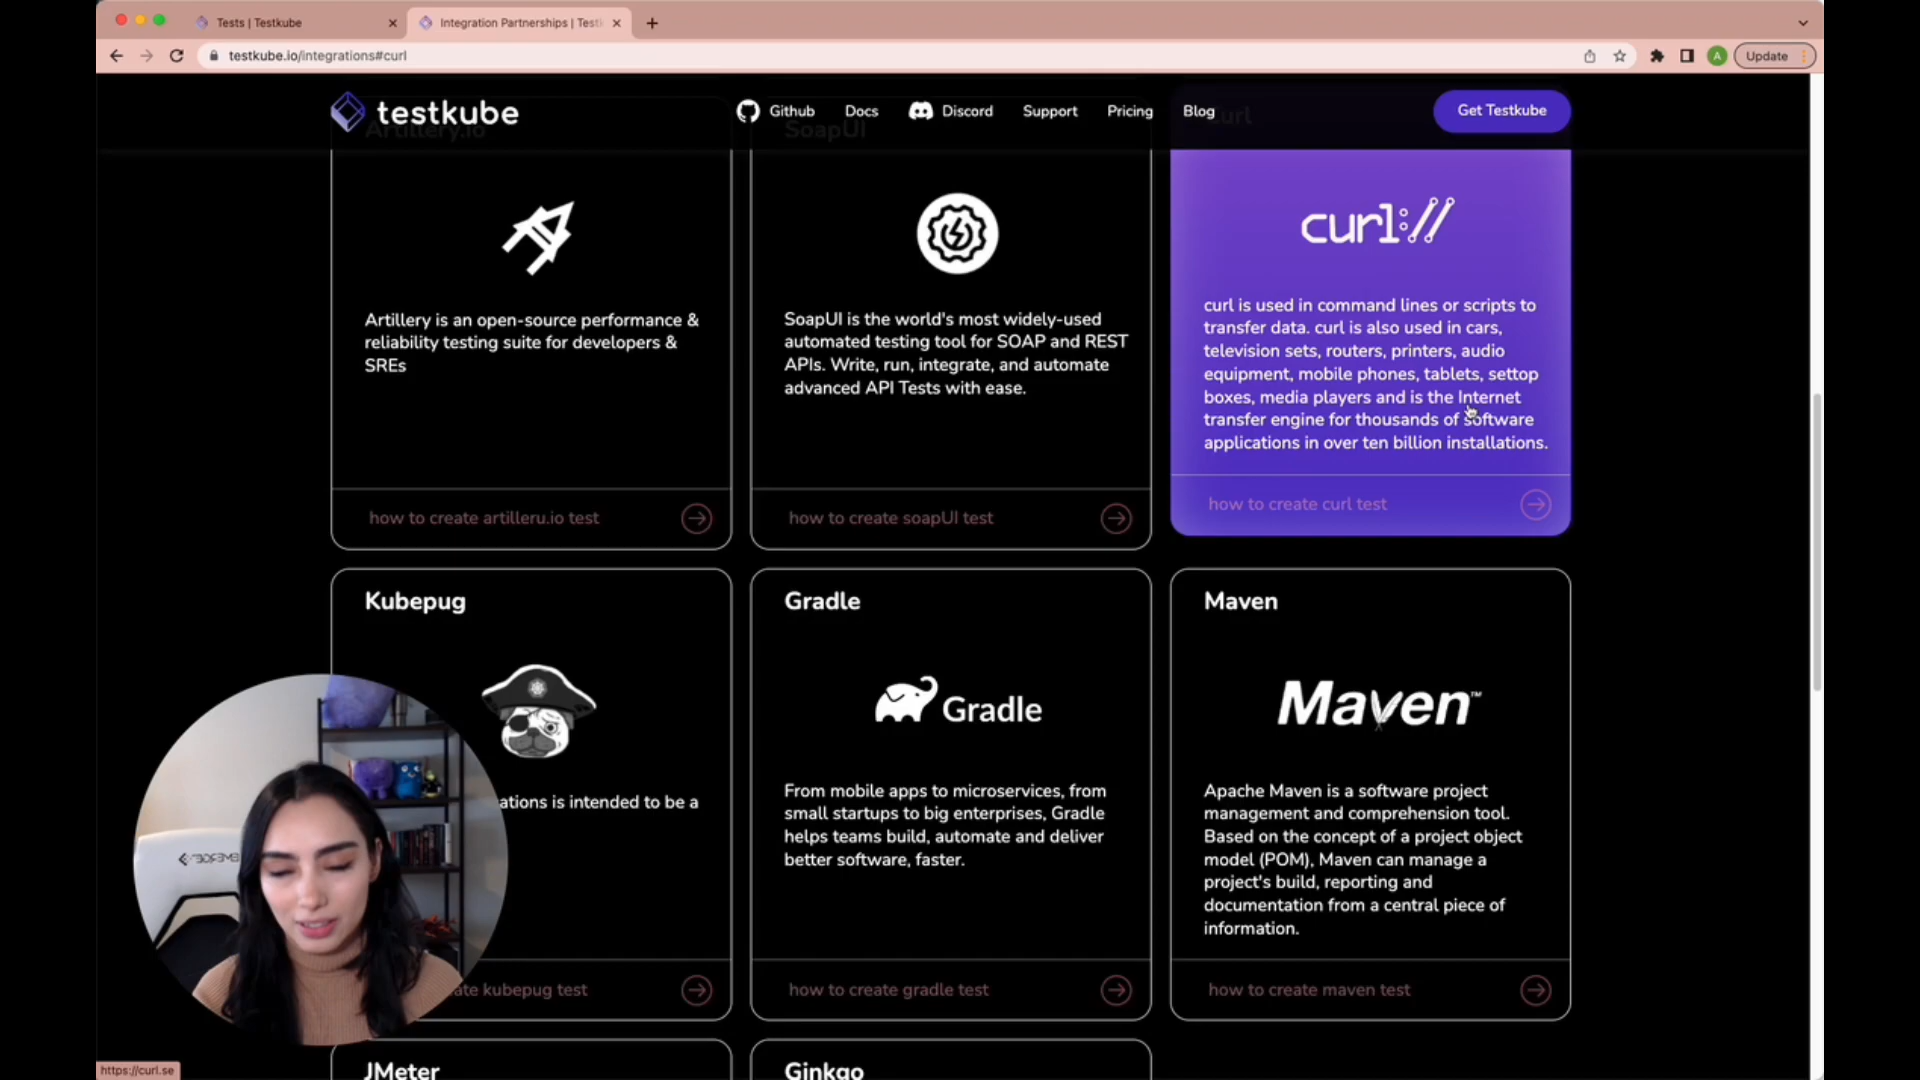 Tests | Testkube
Integration Partnerships | Testk
testkube.io/integrations#curl
A
Update
testkube
Github
Docs
Discord
Support
Pricing
Blog
Get Testkube
Artillery.io
SoapUI
Curl
curl://
Artillery is an open-source performance &
reliability testing suite for developers &
SREs
how to create artilleru.io test
SoapUI is the world's most widely-used
automated testing tool for SOAP and REST
APIs. Write, run, integrate, and automate
advanced API Tests with ease.
how to create soapUI test
curl is used in command lines or scripts to
transfer data. curl is also used in cars,
television sets, routers, printers, audio
equipment, mobile phones, tablets, settop
boxes, media players and is the Internet
transfer engine for thousands of software
applications in over ten billion installations.
how to create curl test
Kubepug
ations is intended to be a
ate kubepug test
Gradle
Gradle
From mobile apps to microservices, from
small startups to big enterprises, Gradle
helps teams build, automate and deliver
better software, faster.
how to create gradle test
Maven
Maven™
Apache Maven is a software project
management and comprehension tool.
Based on the concept of a project object
model (POM), Maven can manage a
project's build, reporting and
documentation from a central piece of
information.
how to create maven test
JMeter
Ginkgo
https://curl.se